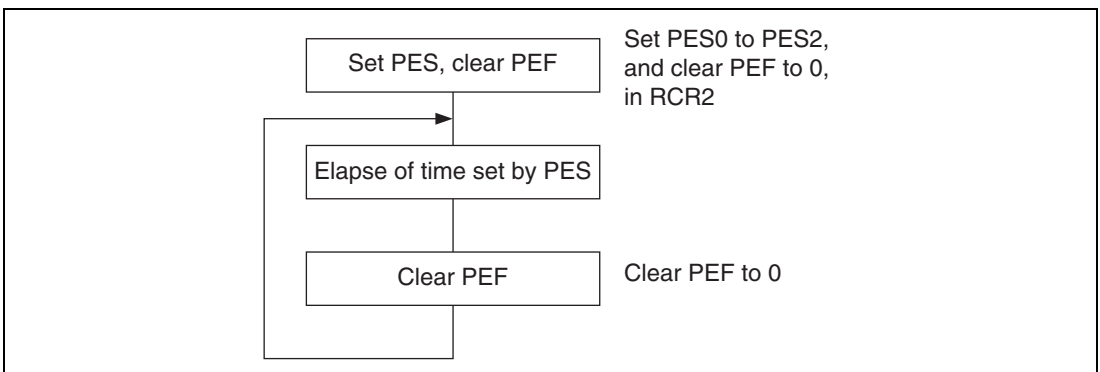 Set PES, clear PEF
Set PES0 to PES2,
and clear PEF to 0,
in RCR2
Elapse of time set by PES
Clear PEF
Clear PEF to 0